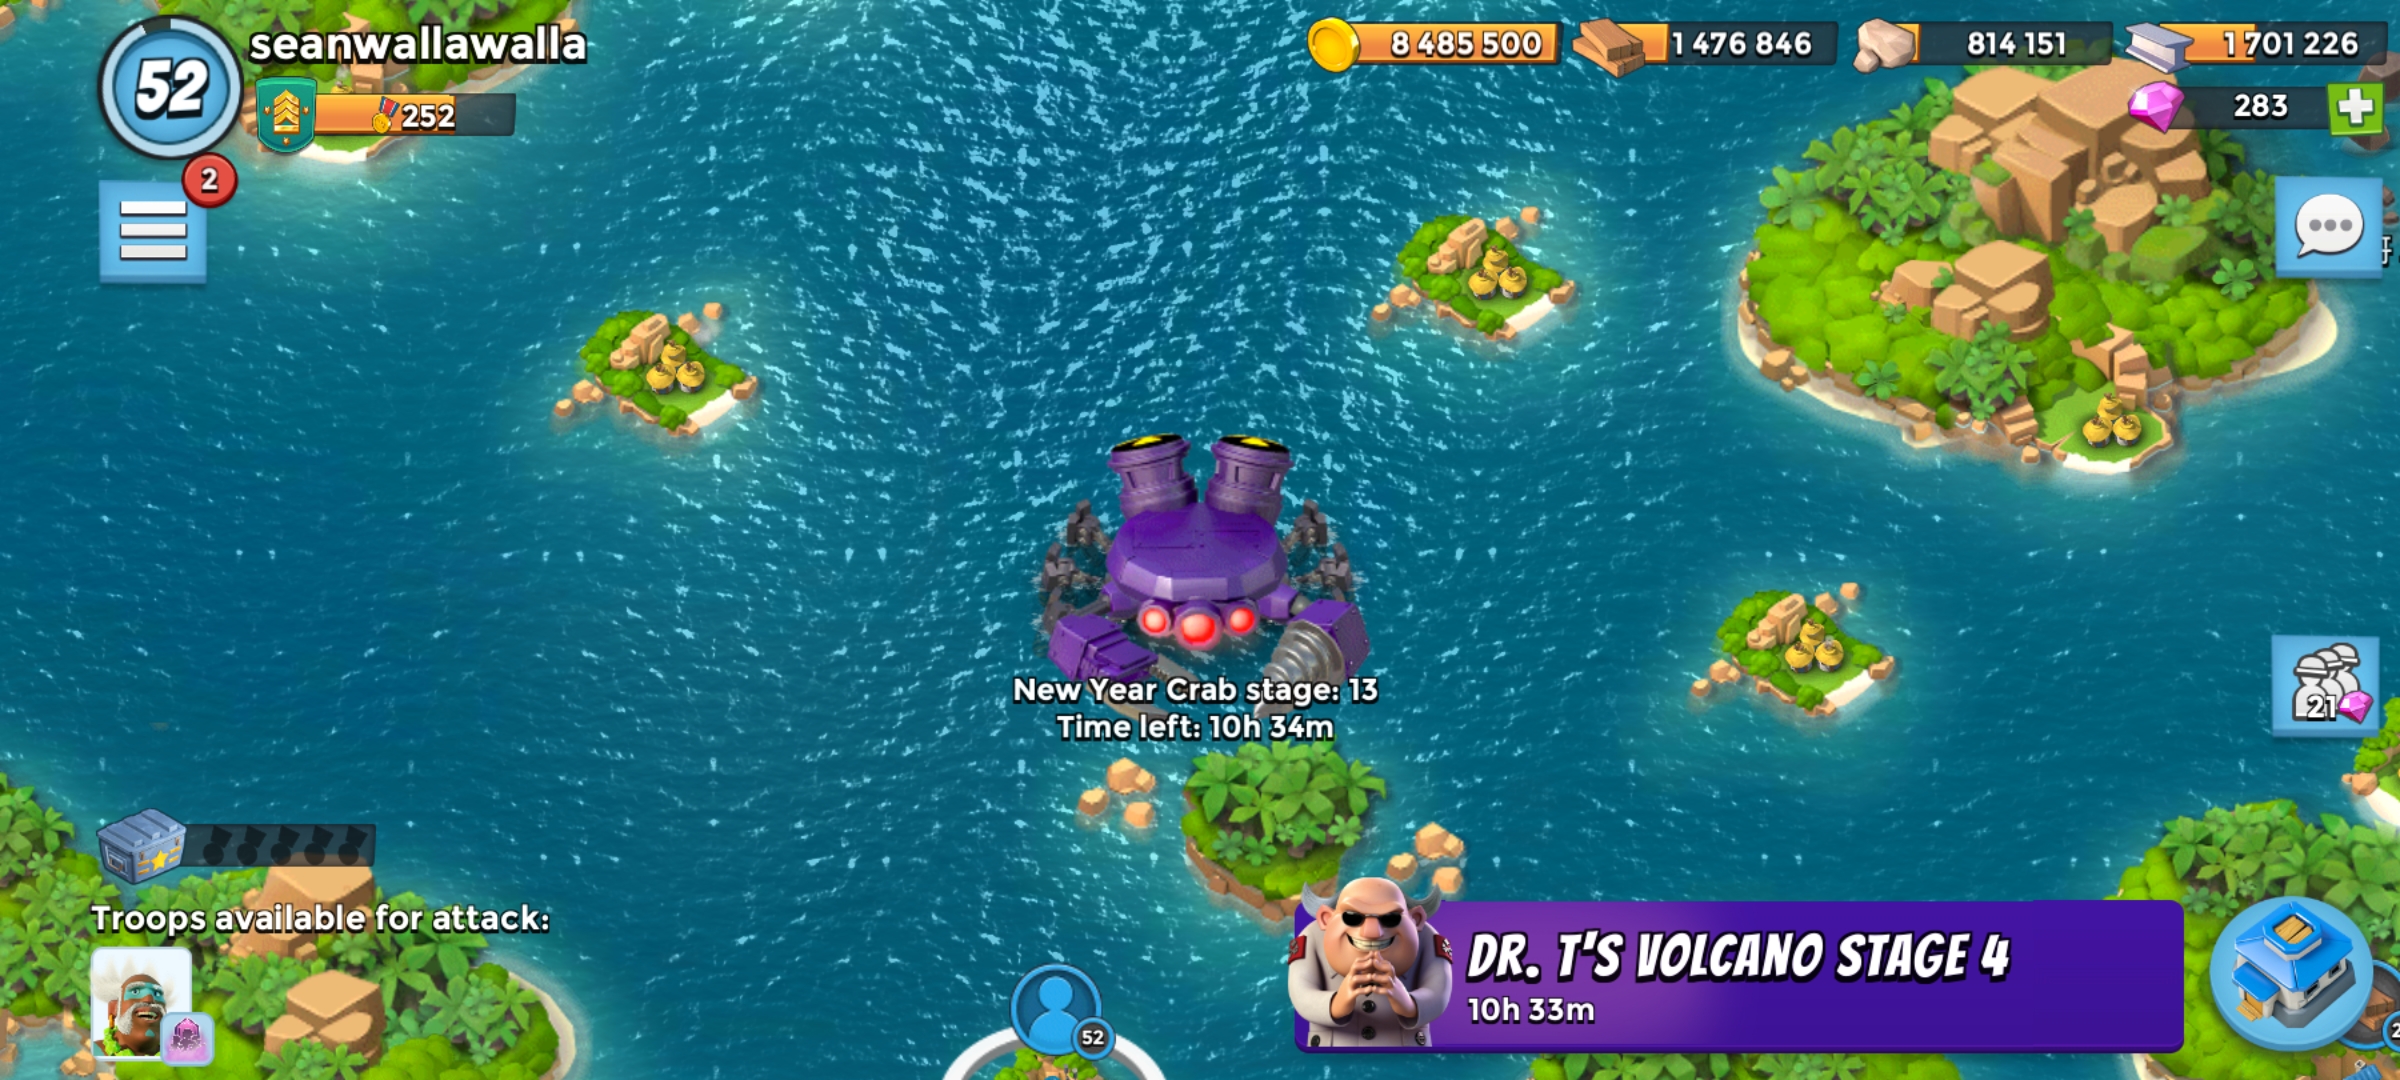 52
seanwallawalla
252
8 485 500
1 476 846
814 151
1 701 226
283
2
New Year Crab stage: 13
Time left: 10h 34m
21
Troops available for attack:
DR. T'S VOLCANO STAGE 4
10h 33m
52